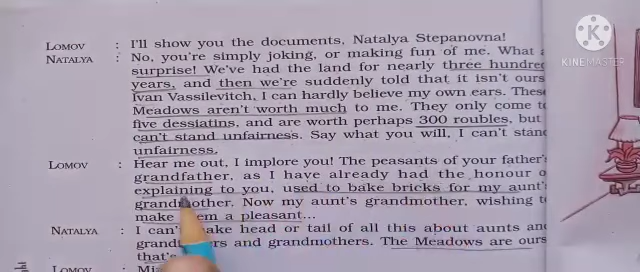 LOMOV : I'll show you the documents, Natalya Stepanovna!
NATALYA : No, you're simply joking, or making fun of me. What a
surprise! We've had the land for nearly three hundred
years, and then we're suddenly told that it isn't ours
Ivan Vassilevitch, I can hardly believe my own ears. These
Meadows aren't worth much to me. They only come to
five dessiatins, and are worth perhaps 300 roubles, but
can't stand unfairness. Say what you will, I can't stand
unfairness.
LOMOV : Hear me out, I implore you! The peasants of your father's
grandfather, as I have already had the honour o
explaining to you, used to bake bricks for my aunt's
grandmother. Now my aunt's grandmother, wishing to
make them a pleasant...
NATALYA : I can't make head or tail of all this about aunts and
grandfathers and grandmothers. The Meadows are ours
that's
LOMOV :
KINEMASTER